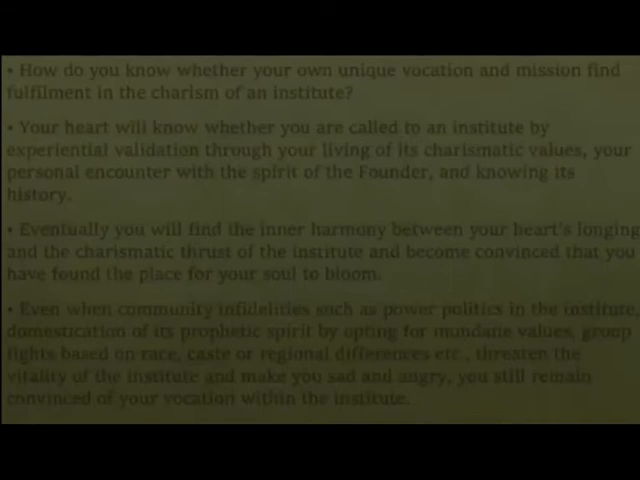 • How do you know whether your own unique vocation and mission find
fulfilment in the charism of an institute?
• Your heart will know whether you are called to an institute by
experiential validation through your living of its charismatic values, your
personal encounter with the spirit of the Founder, and knowing its
history.
• Eventually you will find the inner harmony between your heart's longing
and the charismatic thrust of the institute and become convinced that you
have found the place for your soul to bloom.
• Even when community infidelities such as power politics in the institute,
domestication of its prophetic spirit by opting for mundane values, group
fights based on race, caste or regional differences etc., threaten the
vitality of the institute and make you sad and angry, you still remain
convinced of your vocation within the institute.